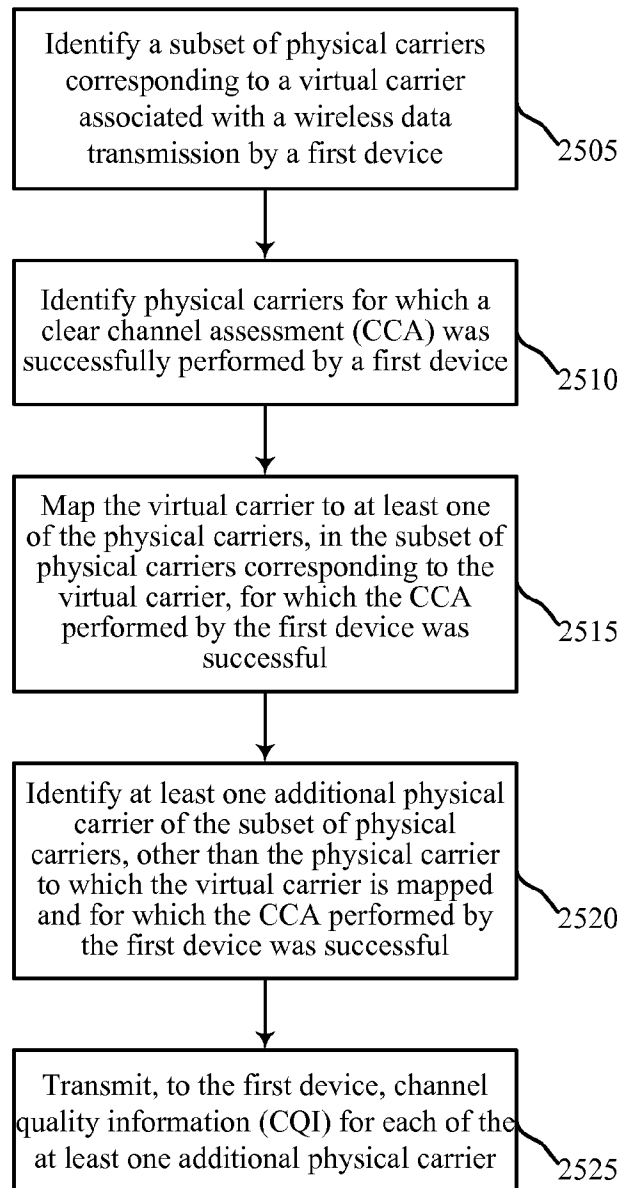 Identify a subset of physical carriers
corresponding to a virtual carrier
associated with a wireless data
transmission by a first device
2505
Identify physical carriers for which a
clear channel assessment (CCA) was
successfully performed by a first device
2510
Map the virtual carrier to at least one
of the physical carriers, in the subset of
physical carriers corresponding to the
virtual carrier, for which the CCA
performed by the first device was
successful
2515
Identify at least one additional physical
carrier of the subset of physical
carriers, other than the physical carrier
to which the virtual carrier is mapped
and for which the CCA performed by
the first device was successful
2520
Transmit, to the first device, channel
quality information (CQI) for each of the
at least one additional physical carrier
2525